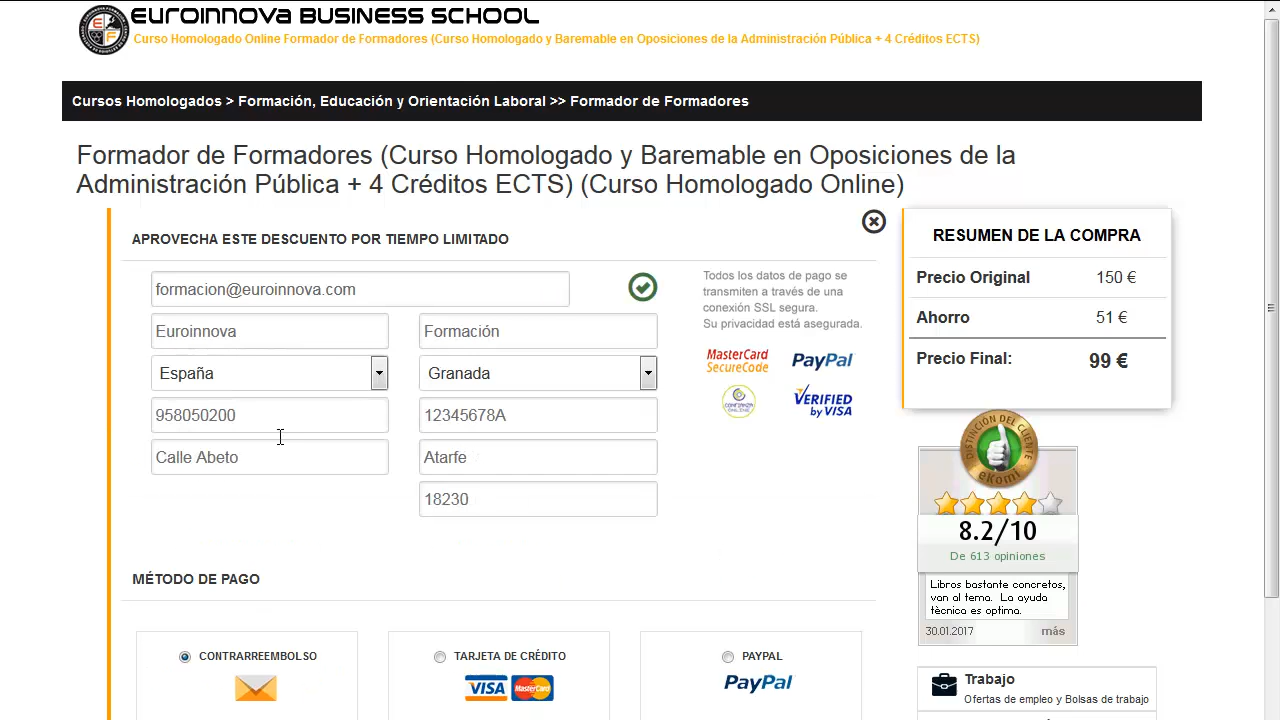 EUROINNOVA BUSINESS SCHOOL
Curso Homologado Online Formador de Formadores (Curso Homologado y Baremable en Oposiciones de la Administración Pública + 4 Créditos ECTS)
Cursos Homologados > Formación, Educación y Orientación Laboral >> Formador de Formadores
Formador de Formadores (Curso Homologado y Baremable en Oposiciones de la
Administración Pública + 4 Créditos ECTS) (Curso Homologado Online)
APROVECHA ESTE DESCUENTO POR TIEMPO LIMITADO
formacion@euroinnova.com
Euroinnova
Formación
España
Granada
958050200
12345678A
Calle Abeto
Atarfe
18230
Todos los datos de pago se
transmiten a través de una
conexión SSL segura.
Su privacidad está asegurada.
MasterCard
SecureCode
PayPal
CONFIANZA
ONLINE
VERIFIED
by VISA
MÉTODO DE PAGO
CONTRARREEMBOLSO
TARJETA DE CRÉDITO
VISA
MasterCard
PAYPAL
PayPal
RESUMEN DE LA COMPRA
Precio Original 150 €
Ahorro 51 €
Precio Final: 99 €
DISTINCIÓN DEL CLIENTE
eKomi
8.2/10
De 613 opiniones
Libros bastante concretos,
van al tema. La ayuda
tècnica es optima.
30.01.2017 más
Trabajo
Ofertas de empleo y Bolsas de trabajo